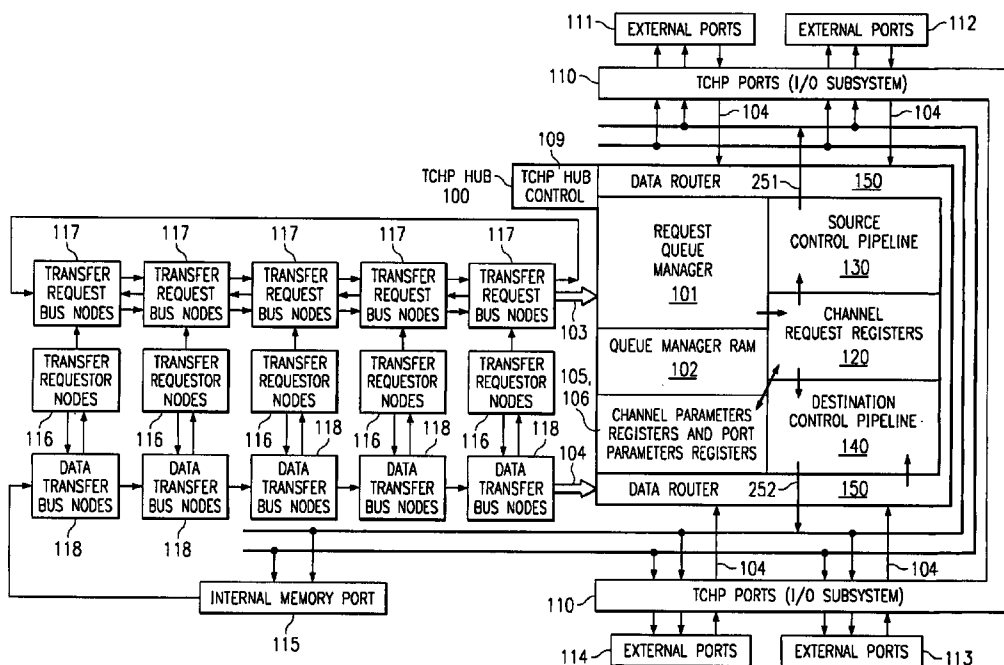 111
EXTERNAL PORTS
EXTERNAL PORTS
112
110
TCHP PORTS (I/O SUBSYSTEM)
104
104
109
TCHP HUB
100
TCHP HUB
CONTROL
DATA ROUTER
251
150
117
117
117
117
117
TRANSFER
REQUEST
BUS NODES
TRANSFER
REQUEST
BUS NODES
TRANSFER
REQUEST
BUS NODES
TRANSFER
REQUEST
BUS NODES
TRANSFER
REQUEST
BUS NODES
103
REQUEST
QUEUE
MANAGER
101
SOURCE
CONTROL PIPELINE
130
CHANNEL
REQUEST REGISTERS
120
QUEUE MANAGER RAM
102
TRANSFER
REQUESTOR
NODES
TRANSFER
REQUESTOR
NODES
TRANSFER
REQUESTOR
NODES
TRANSFER
REQUESTOR
NODES
TRANSFER
REQUESTOR
NODES
105,
106
CHANNEL PARAMETERS
REGISTERS AND PORT
PARAMETERS REGISTERS
DESTINATION
CONTROL PIPELINE
140
116
116
116
118
116
118
116
118
DATA
TRANSFER
BUS NODES
DATA
TRANSFER
BUS NODES
DATA
TRANSFER
BUS NODES
DATA
TRANSFER
BUS NODES
DATA
TRANSFER
BUS NODES
104
DATA ROUTER
252
150
118
118
104
104
INTERNAL MEMORY PORT
115
110
TCHP PORTS (I/O SUBSYSTEM)
114
EXTERNAL PORTS
EXTERNAL PORTS
113